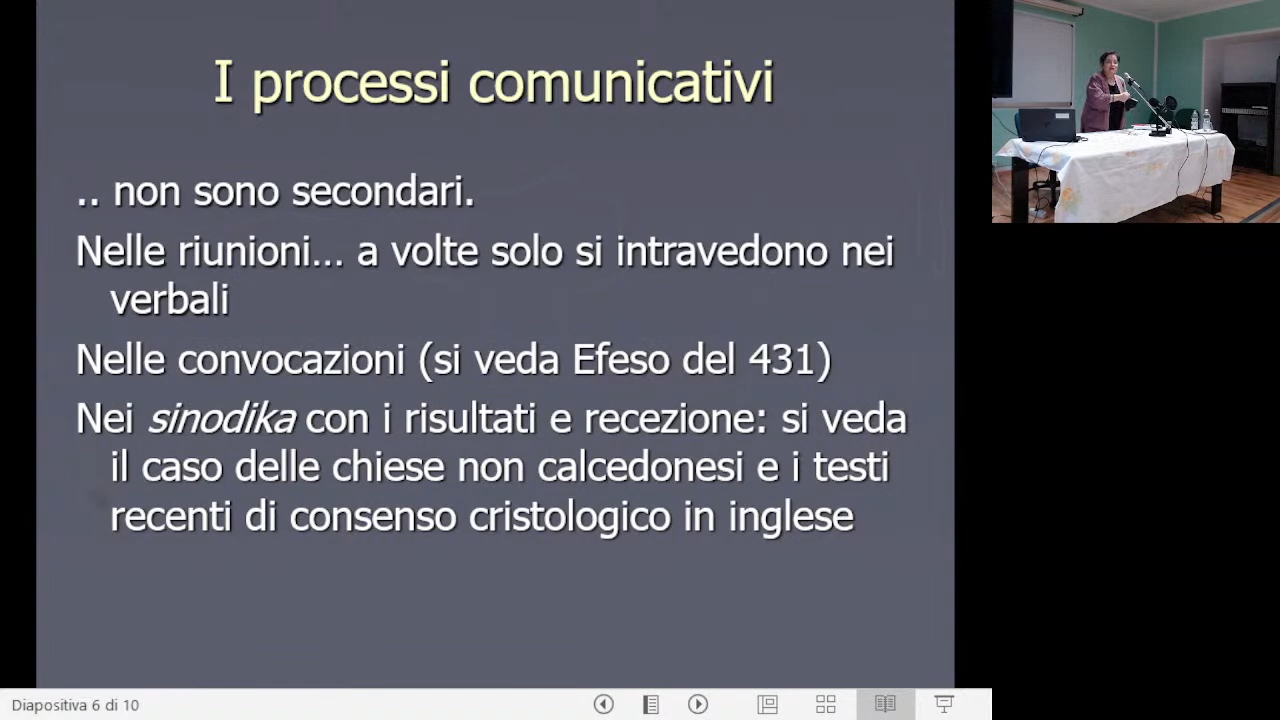 I processi comunicativi
.. non sono secondari.
Nelle riunioni… a volte solo si intravedono nei
verbali
Nelle convocazioni (si veda Efeso del 431)
Nei sinodika con i risultati e recezione: si veda
il caso delle chiese non calcedonesi e i testi
recenti di consenso cristologico in inglese
Diapositiva 6 di 10